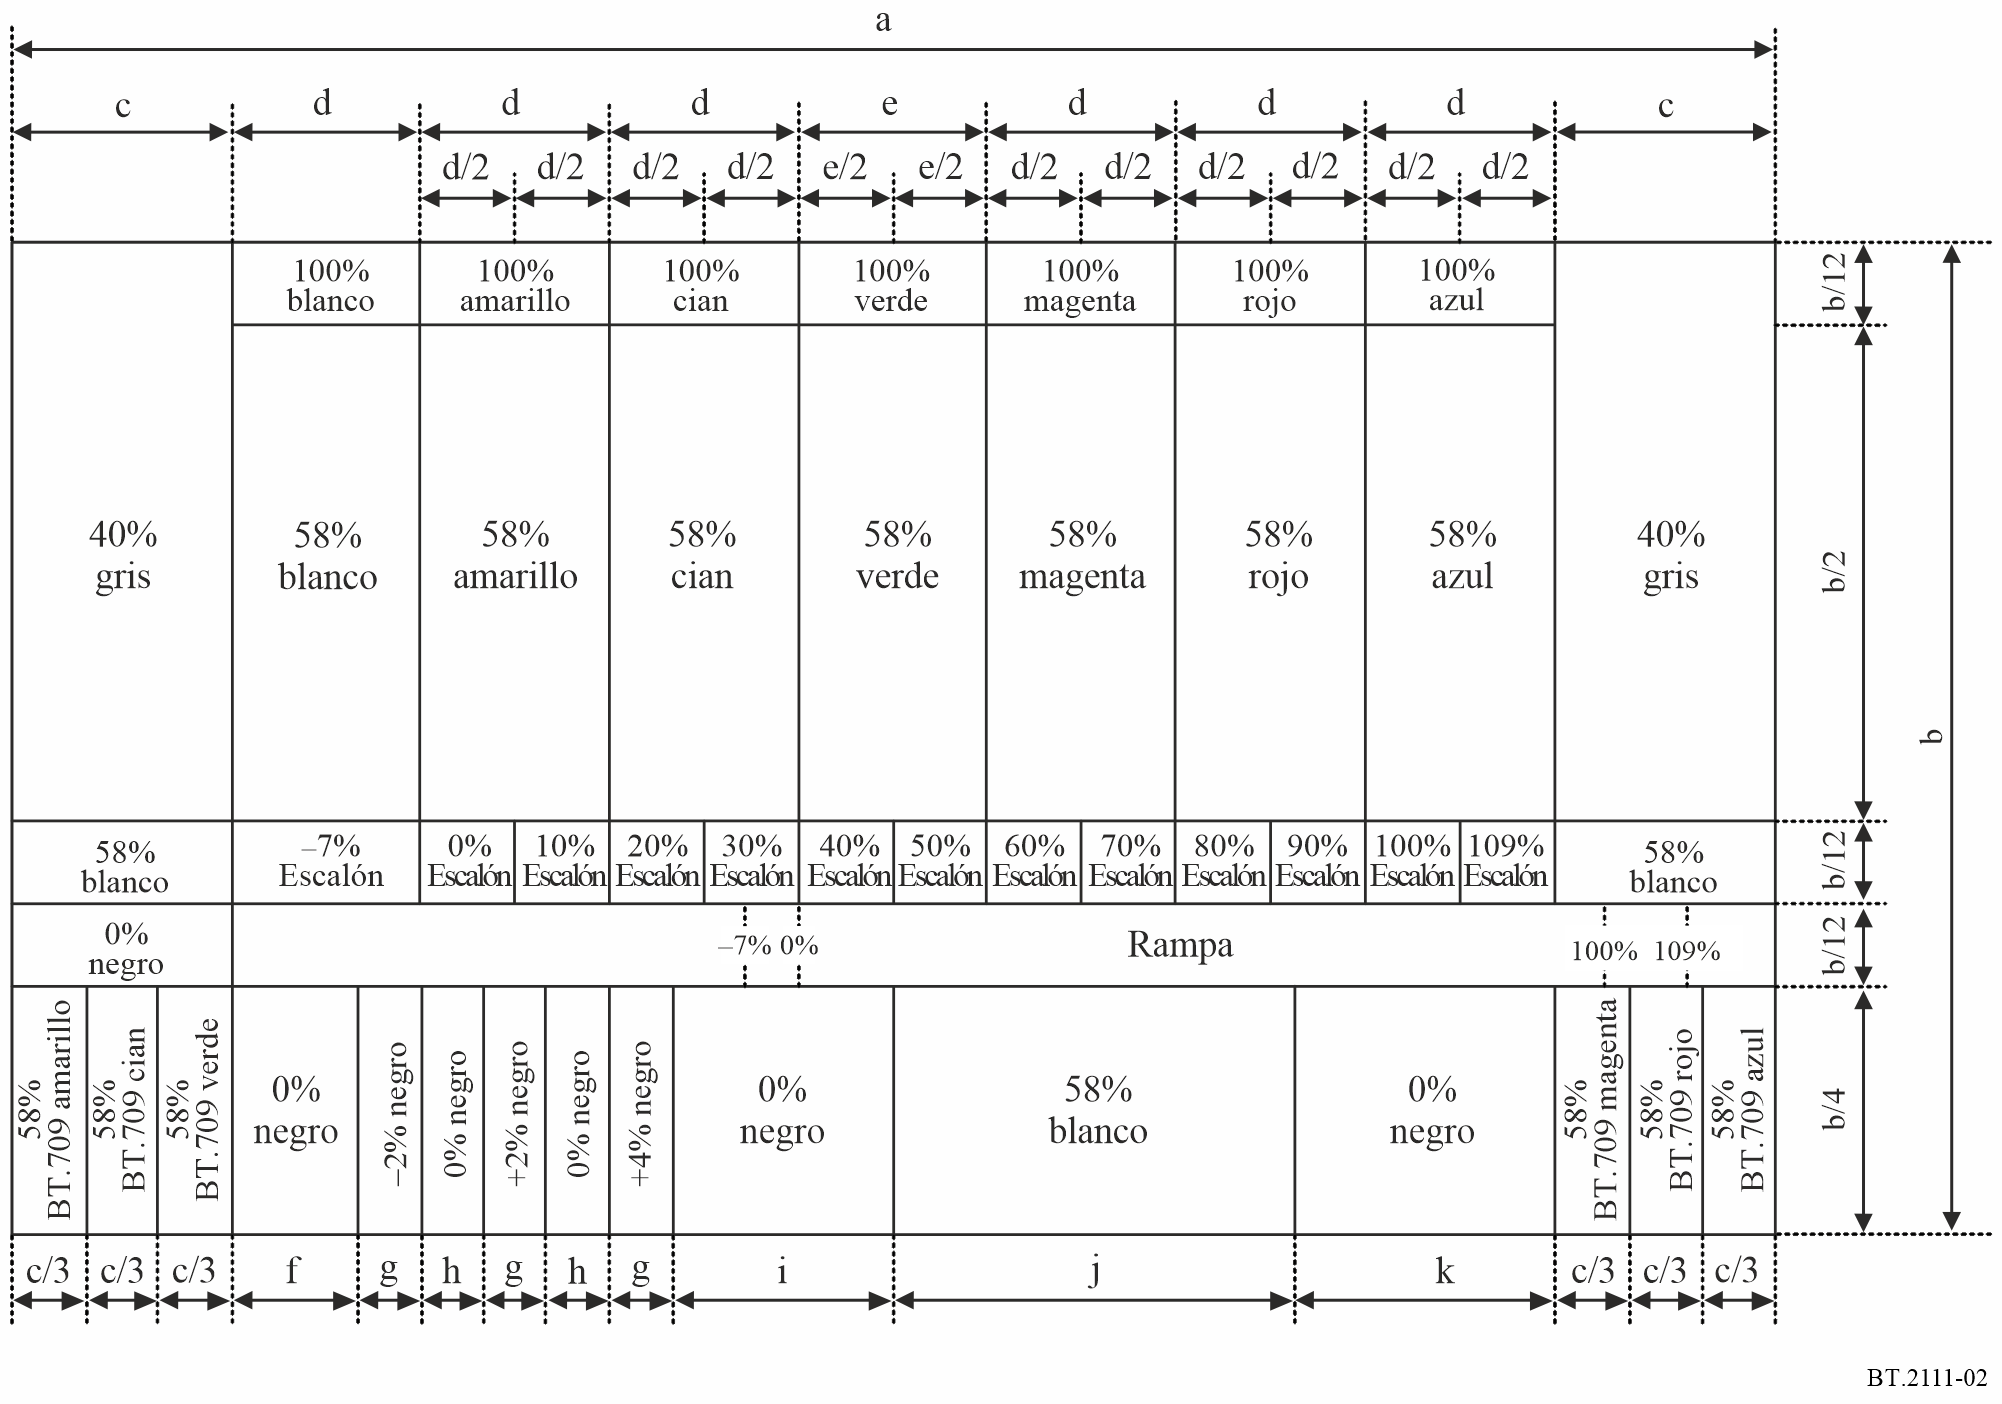 a
c d d d e d d d c
d/2 d/2 d/2 d/2 e/2 e/2 d/2 d/2 d/2 d/2 d/2 d/2
100% 100% 100% 100% 100% 100% 100%
blanco amarillo cian verde magenta rojo azul
b/12
40% 58% 58% 58% 58% 58% 58% 58% 40%
gris blanco amarillo cian verde magenta rojo azul gris
b/2
b
58% –7% 0% 10% 20% 30% 40% 50% 60% 70% 80% 90% 100% 109% 58%
blanco Escalón Escalón Escalón Escalón Escalón Escalón Escalón Escalón Escalón Escalón Escalón Escalón Escalón blanco
b/12
0%
negro
–7% 0% Rampa 100% 109%
b/12
58%
BT.709 amarillo
58%
BT.709 cian
58%
BT.709 verde
0%
negro
–2% negro
0% negro
+2% negro
0% negro
+4% negro
0%
negro
58%
blanco
0%
negro
58%
BT.709 magenta
58%
BT.709 rojo
58%
BT.709 azul
b/4
c/3 c/3 c/3 f g h g h g i j k c/3 c/3 c/3
BT.2111-02